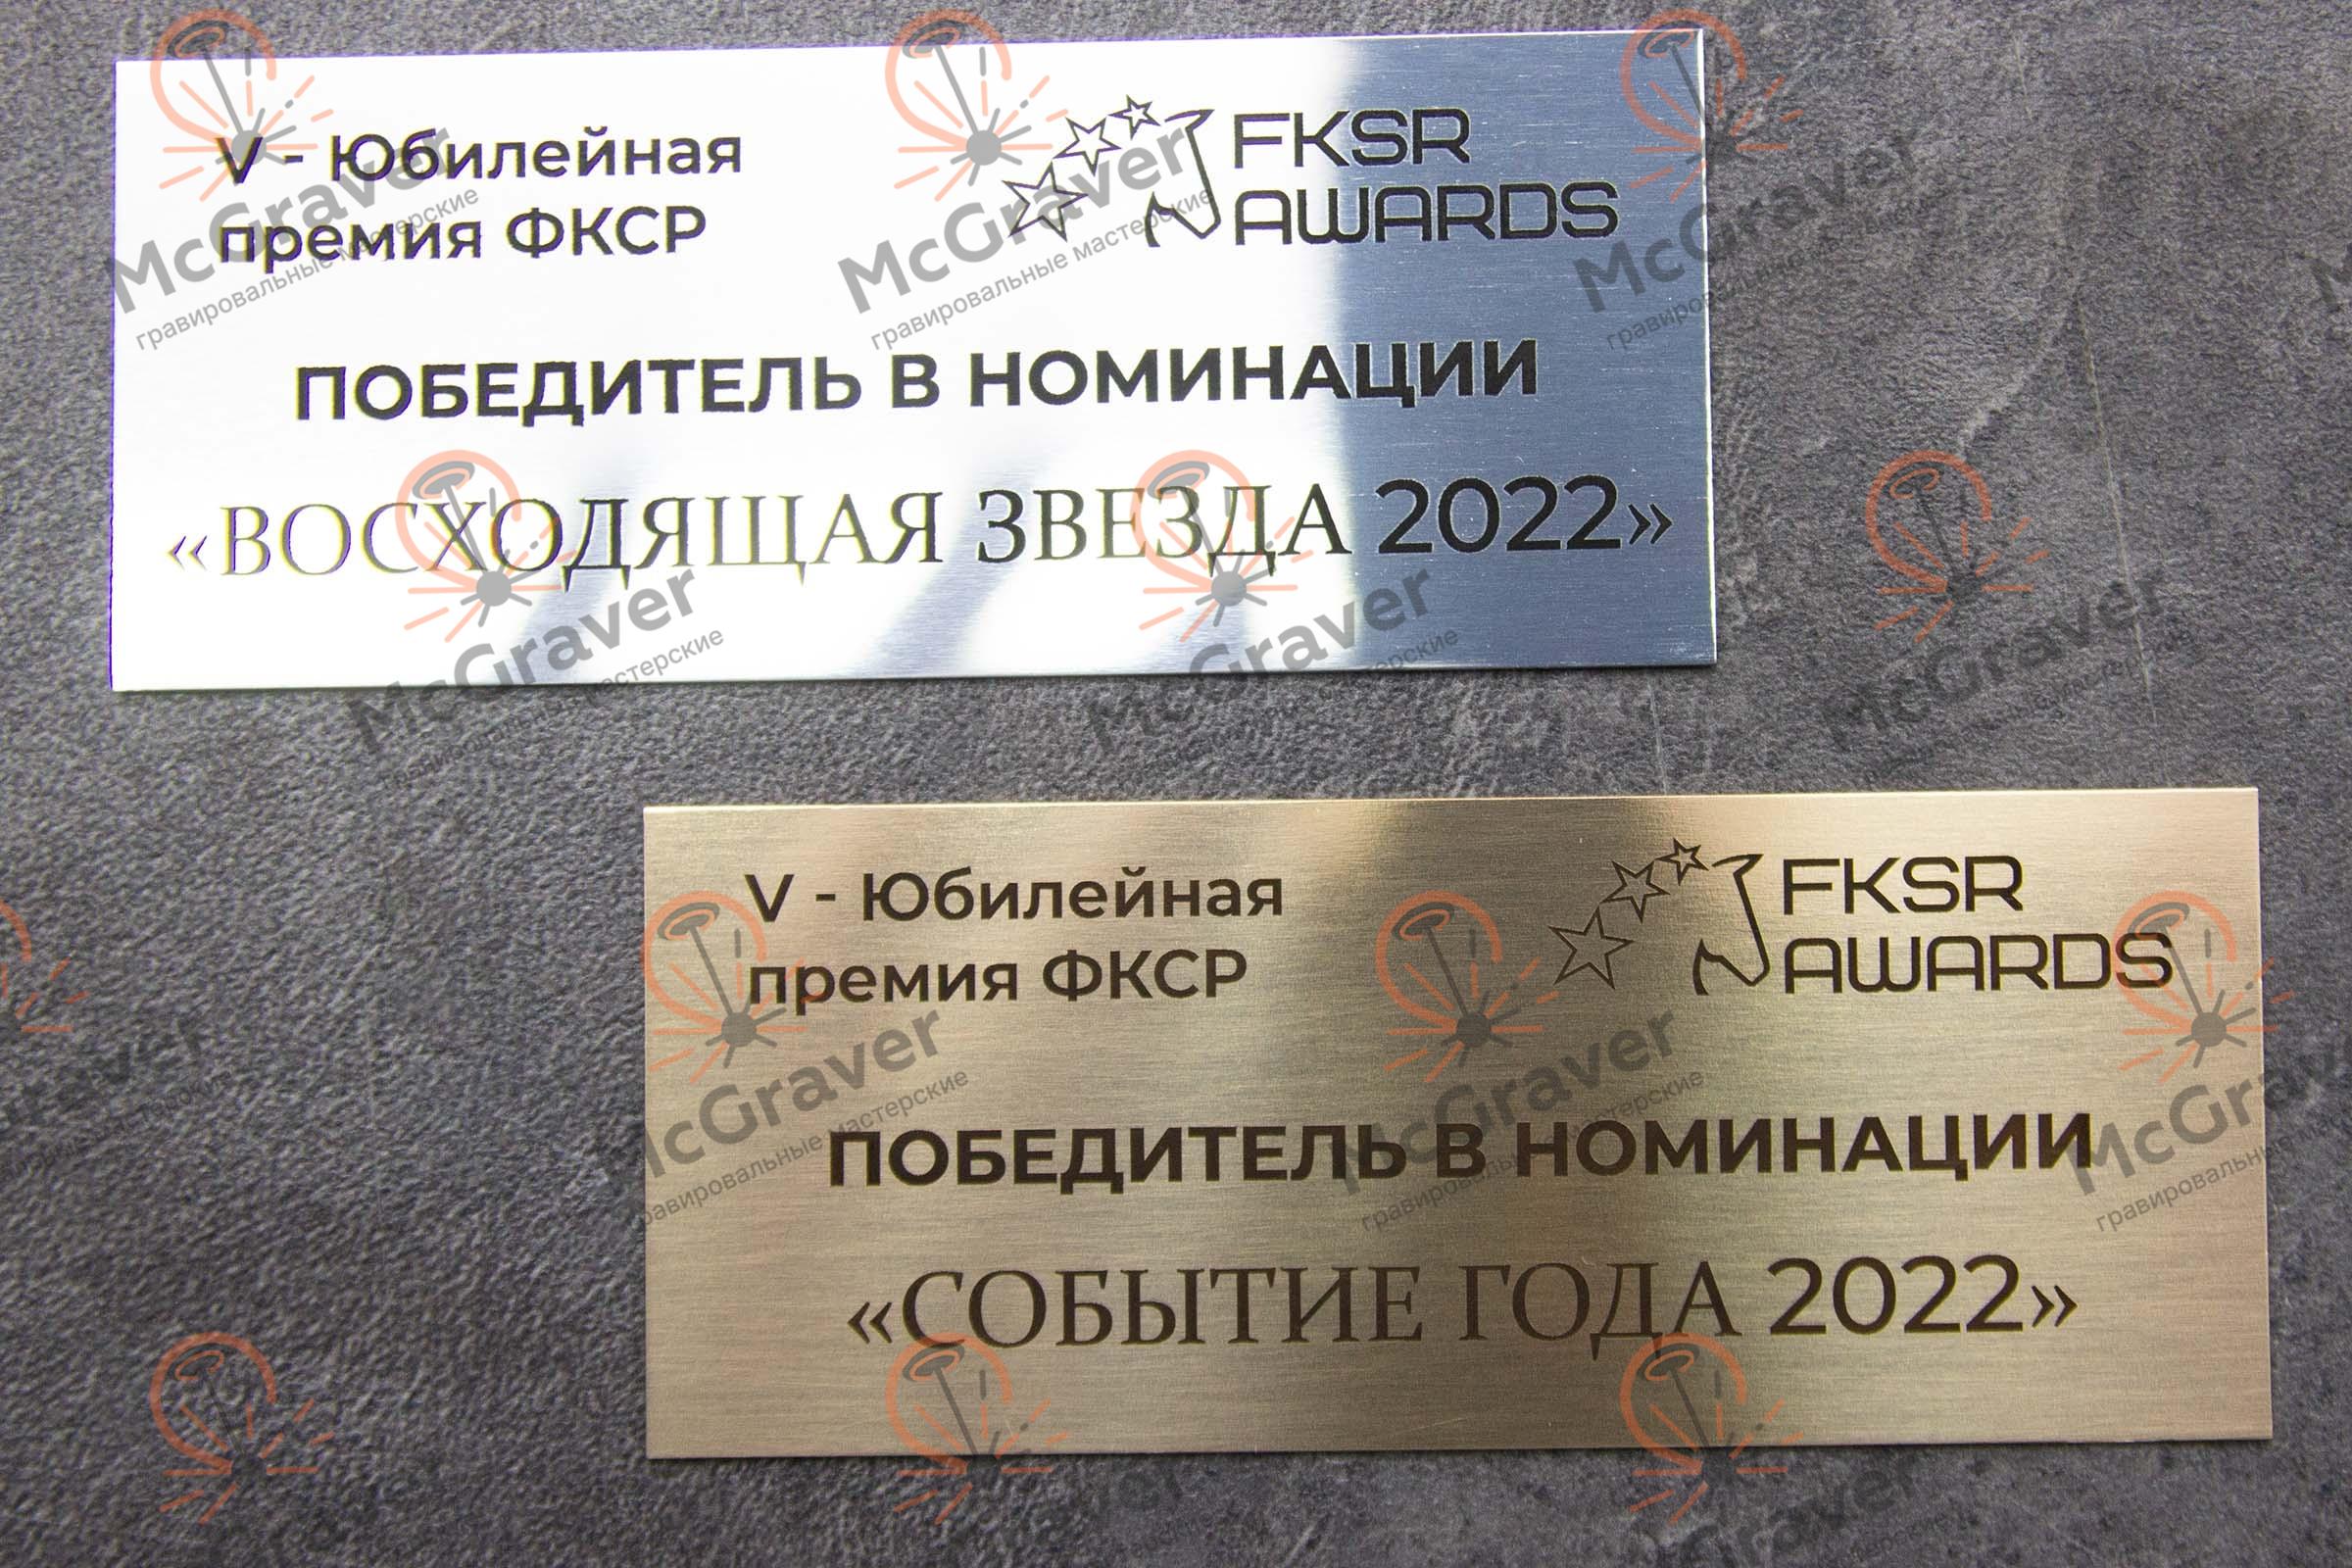 V - Юбилейная
премия ФКСР
FKSR
AWARDS
ПОБЕДИТЕЛЬ В НОМИНАЦИИ
«ВОСХОДЯЩАЯ ЗВЕЗДА 2022»
V - Юбилейная
премия ФКСР
FKSR
AWARDS
ПОБЕДИТЕЛЬ В НОМИНАЦИИ
«СОБЫТИЕ ГОДА 2022»
McGraver
гравировальные мастерские